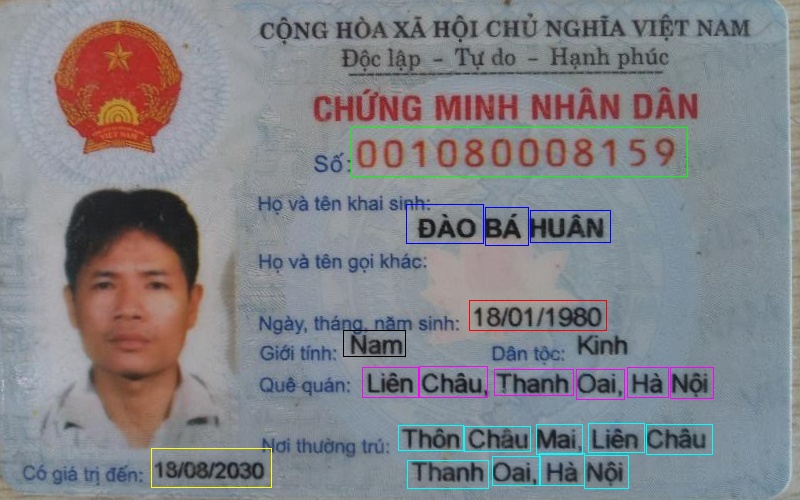 CỘNG HÒA XÃ HỘI CHỦ NGHĨA VIỆT NAM
Độc lập - Tự do - Hạnh phúc
CHỨNG MINH NHÂN DÂN
Số: 001080008159
Họ và tên khai sinh:
ĐÀO BÁ HUÂN
Họ và tên gọi khác:
Ngày, tháng, năm sinh: 18/01/1980
Giới tính: Nam Dân tộc: Kinh
Quê quán: Liên Châu, Thanh Oai, Hà Nội
Nơi thường trú: Thôn Châu Mai, Liên Châu
Thanh Oai, Hà Nội
Có giá trị đến: 18/08/2030